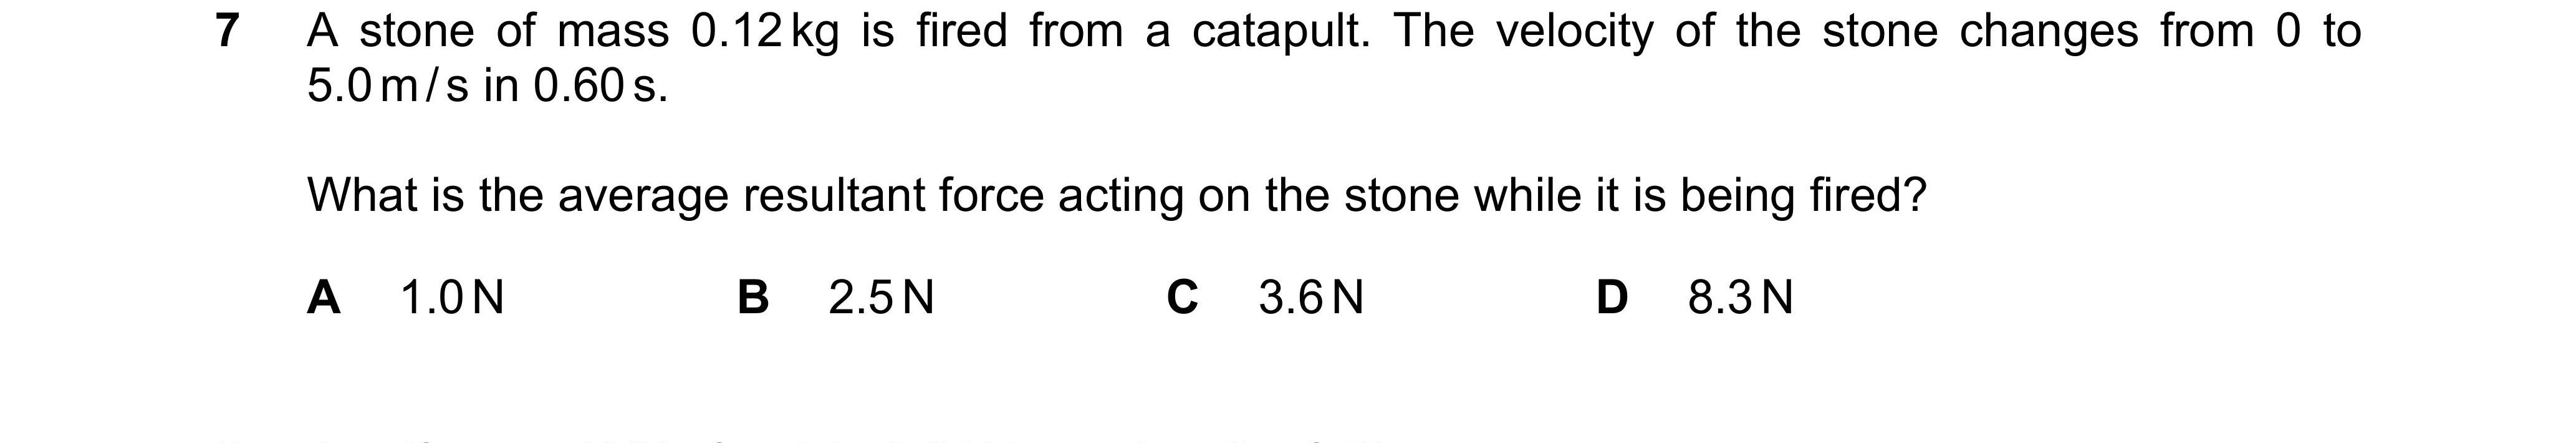 7 A stone of mass 0.12 kg is fired from a catapult. The velocity of the stone changes from 0 to
5.0 m / s in 0.60 s.
What is the average resultant force acting on the stone while it is being fired?
A 1.0 N B 2.5 N C 3.6 N D 8.3 N